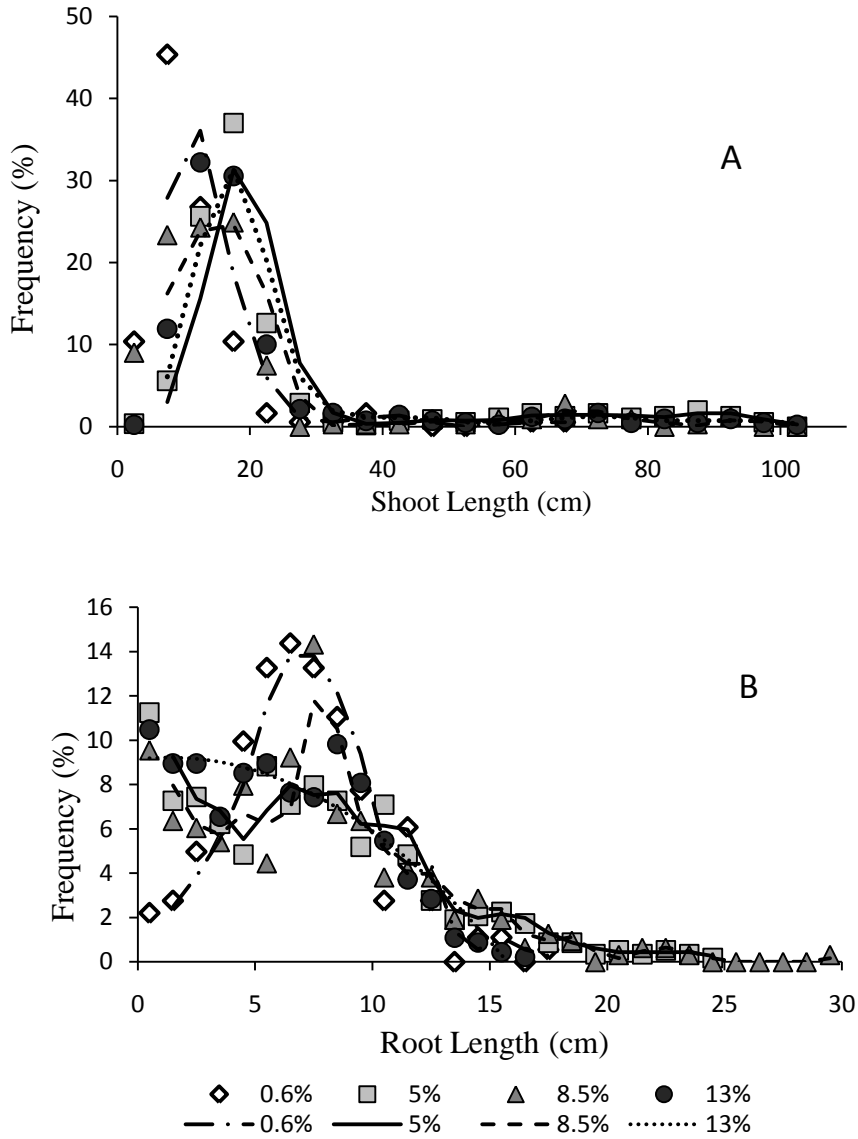 50
40
30
20
10
0
Frequency (%)
A
0 20 40 60 80 100
Shoot Length (cm)
16
14
12
10
8
6
4
2
0
Frequency (%)
B
0 5 10 15 20 25 30
Root Length (cm)
0.6% 5% 8.5% 13%
0.6% 5% 8.5% 13%